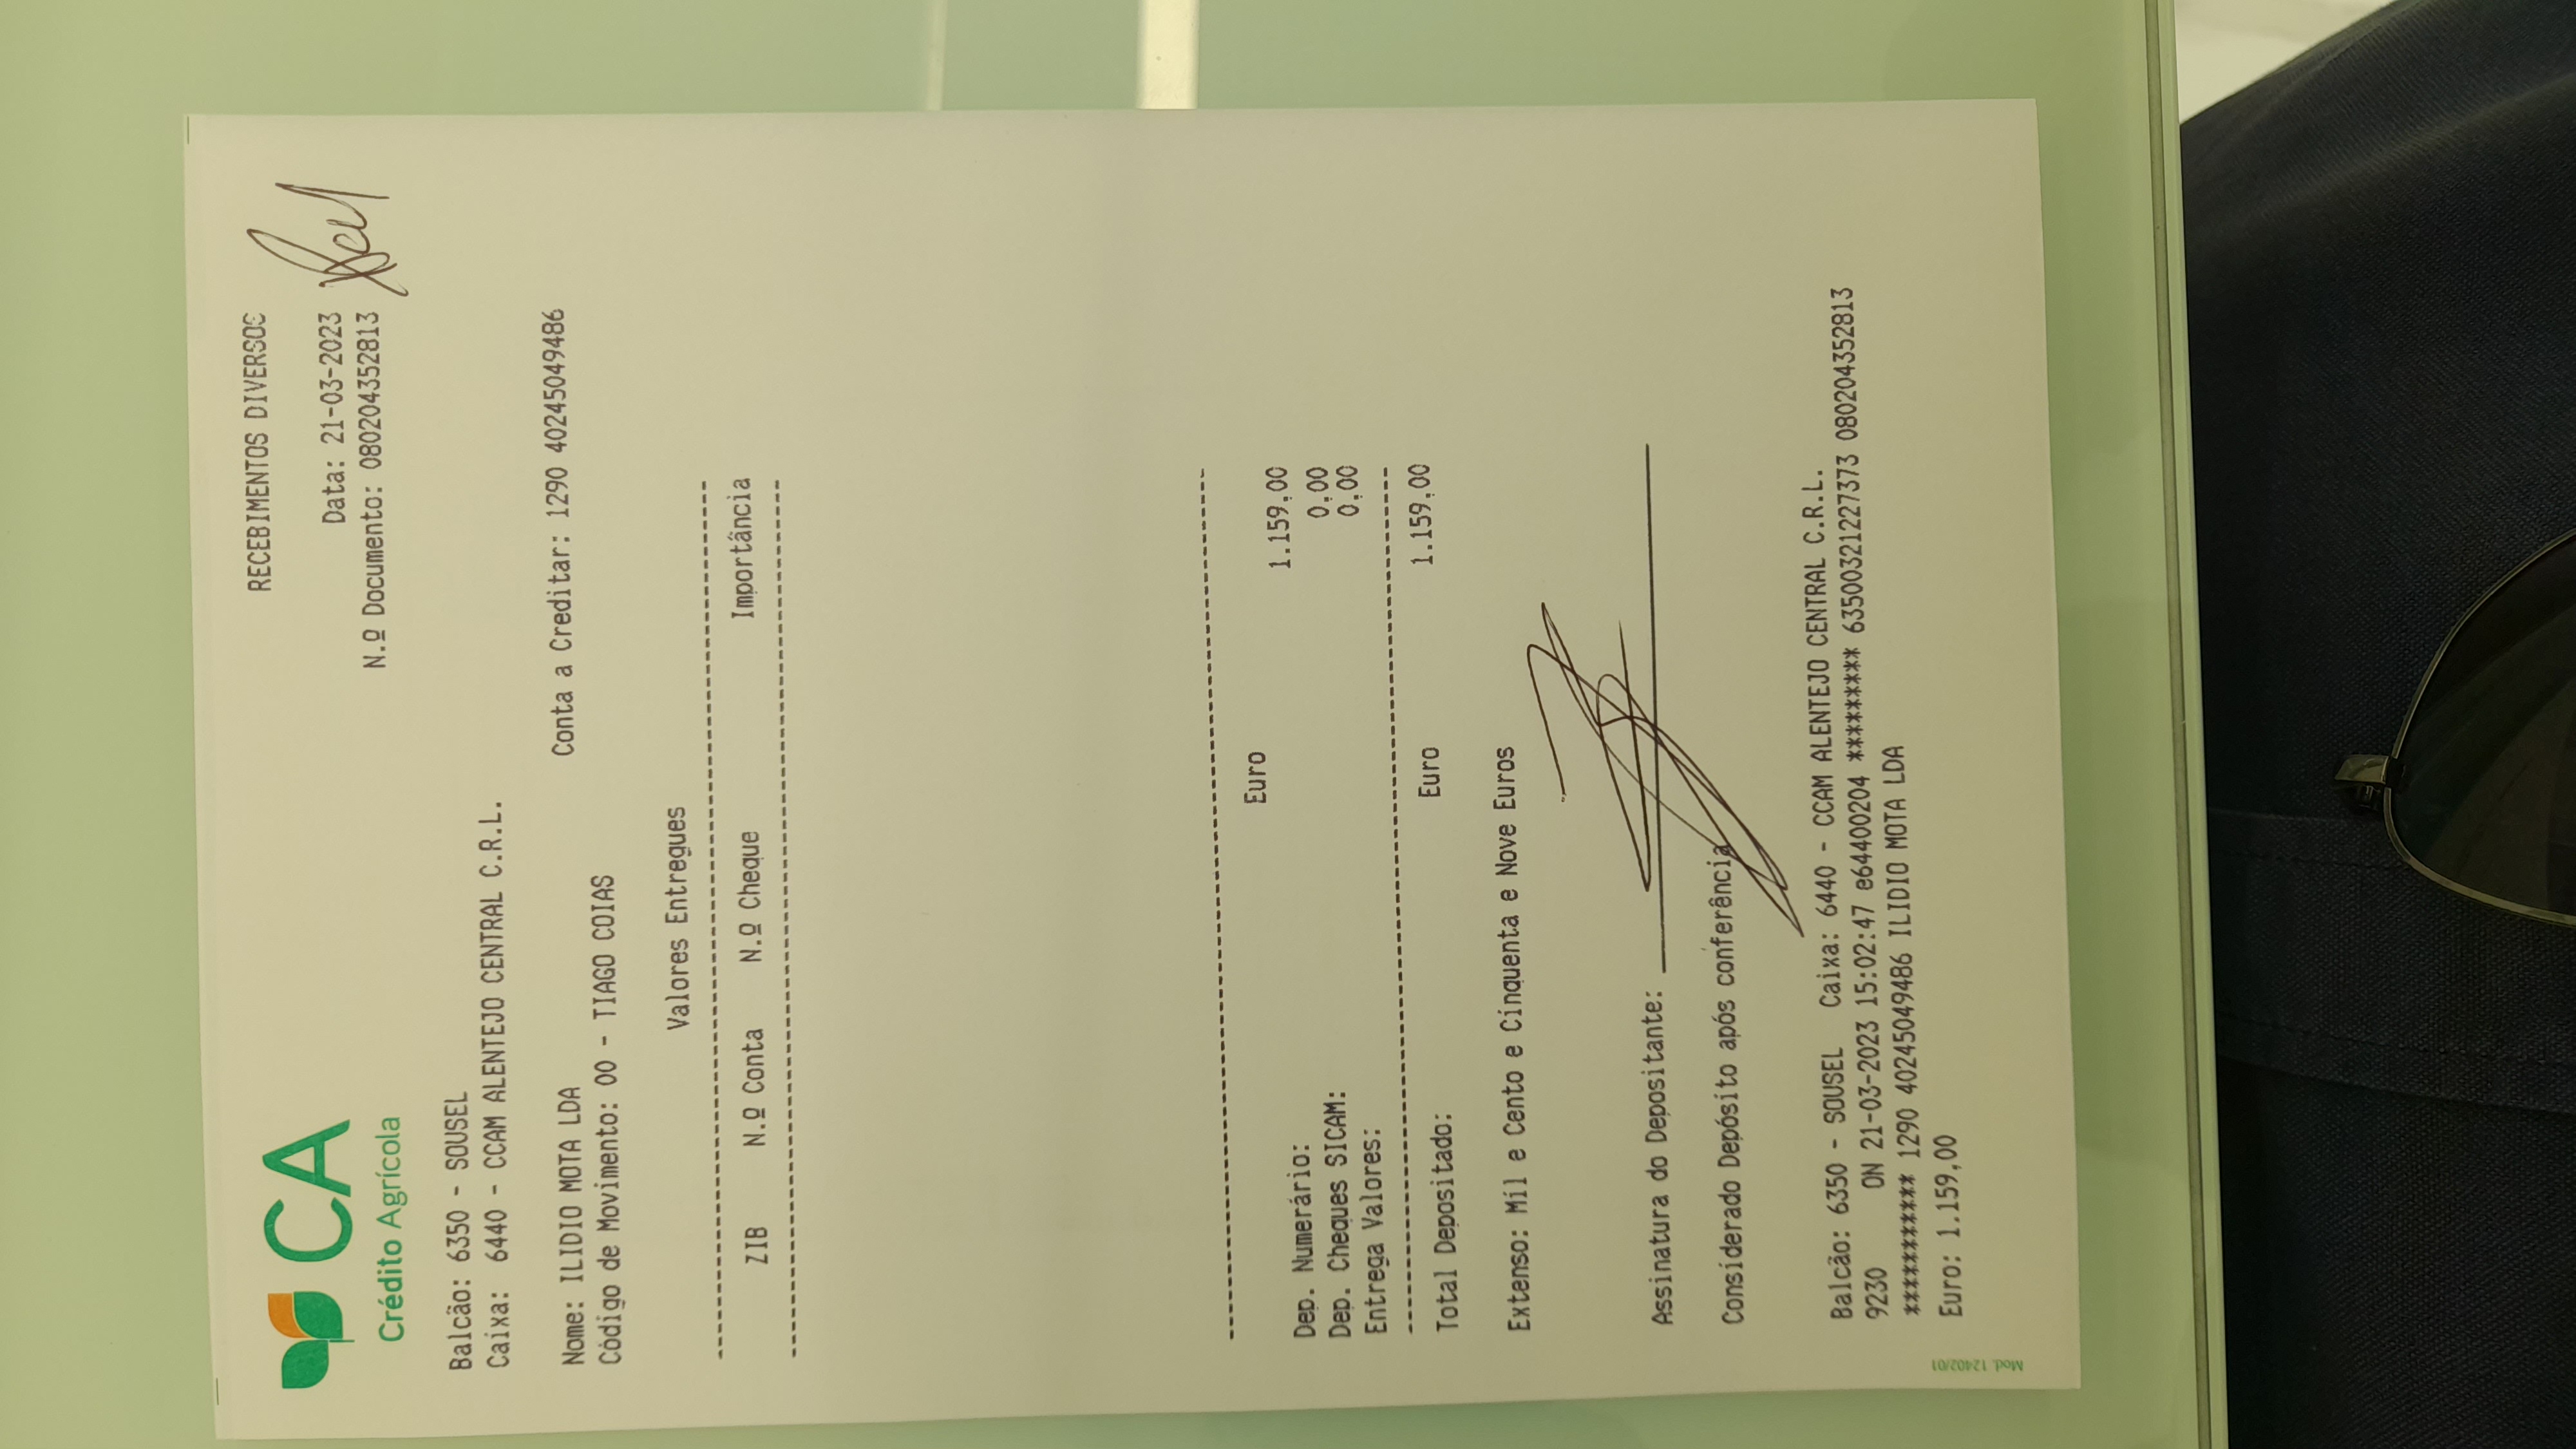 CA
Crédito Agrícola
RECEBIMENTOS DIVERSOS
Data: 21-03-2023
N.º Documento: 080204352813
Balcão: 6350 - SOUSEL
Caixa: 6440 - CCAM ALENTEJO CENTRAL C.R.L.
Nome: ILIDIO MOTA LDA Conta a Creditar: 1290 40245049486
Código de Movimento: 00 - TIAGO COIAS
Valores Entregues
ZIB N.º Conta N.º Cheque Importância
Euro
Dep. Numerário: 1.159,00
Dep. Cheques SICAM: 0,00
Entrega Valores: 0,00
Total Depositado: Euro 1.159,00
Extenso: Mil e Cento e Cinquenta e Nove Euros
Assinatura do Depositante:
Considerado Depósito após conferência
Balcão: 6350 - SOUSEL Caixa: 6440 - CCAM ALENTEJO CENTRAL C.R.L.
9230 ON 21-03-2023 15:02:47 e64400204 ********* 6350032122737​3 080204352813
*********** 1290 40245049486 ILIDIO MOTA LDA
Euro: 1.159,00
Mod. 12402/01